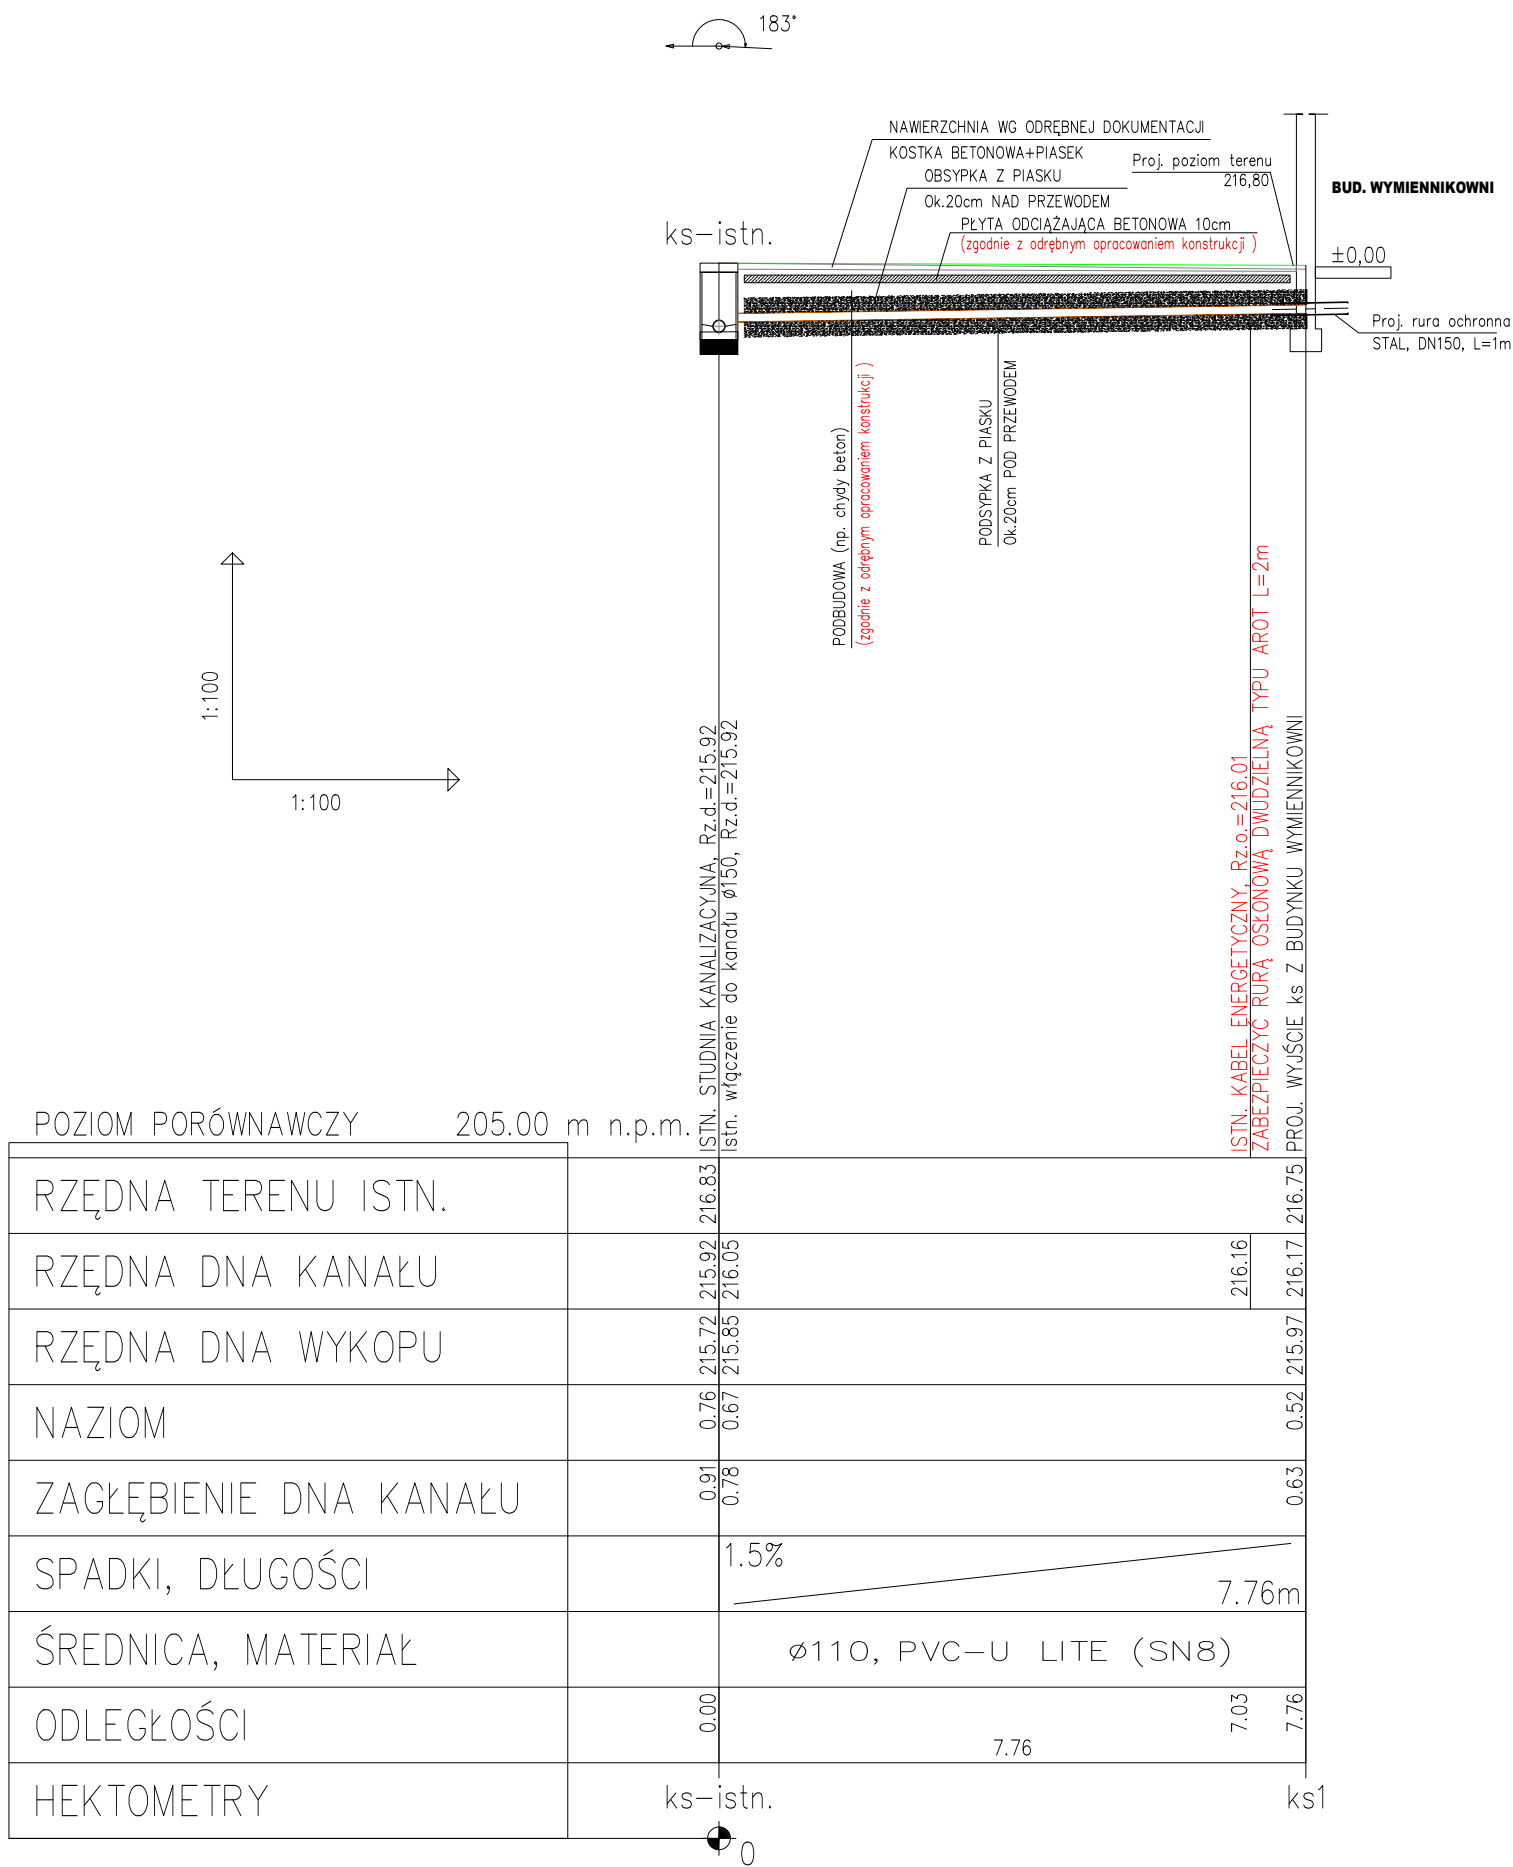 183°
NAWIERZCHNIA WG ODRĘBNEJ DOKUMENTACJI
KOSTKA BETONOWA+PIASEK
OBSYPKA Z PIASKU
Ok.20cm NAD PRZEWODEM
Proj. poziom terenu
216,80
BUD. WYMIENNIKOWNI
PŁYTA ODCIĄŻAJĄCA BETONOWA 10cm
(zgodnie z odrębnym opracowaniem konstrukcji )
ks-istn.
±0,00
Proj. rura ochronna
STAL, DN150, L=1m
PODBUDOWA (np. chydy beton)
(zgodnie z odrębnym opracowaniem konstrukcji )
PODSYPKA Z PIASKU
Ok.20cm POD PRZEWODEM
1:100
1:100
ISTN. STUDNIA KANALIZACYJNA, Rz.d.=215.92
Istn. włączenie do kanału ø150, Rz.d.=215.92
ISTN. KABEL ENERGETYCZNY, Rz.o.=216.01
ZABEZPIECZYĆ RURĄ OSŁONOWĄ DWUDZIELNĄ TYPU AROT L=2m
PROJ. WYJŚCIE ks Z BUDYNKU WYMIENNIKOWNI
POZIOM PORÓWNAWCZY 205.00 m n.p.m.
RZĘDNA TERENU ISTN. 216.83 216.75
RZĘDNA DNA KANAŁU 215.92 216.05 216.16 216.17
RZĘDNA DNA WYKOPU 215.72 215.85 215.97
NAZIOM 0.76 0.67 0.52
ZAGŁĘBIENIE DNA KANAŁU 0.91 0.78 0.63
SPADKI, DŁUGOŚCI 1.5% 7.76m
ŚREDNICA, MATERIAŁ ø110, PVC-U LITE (SN8)
ODLEGŁOŚCI 0.00 7.76 7.03 7.76
HEKTOMETRY ks-istn. ks1
0